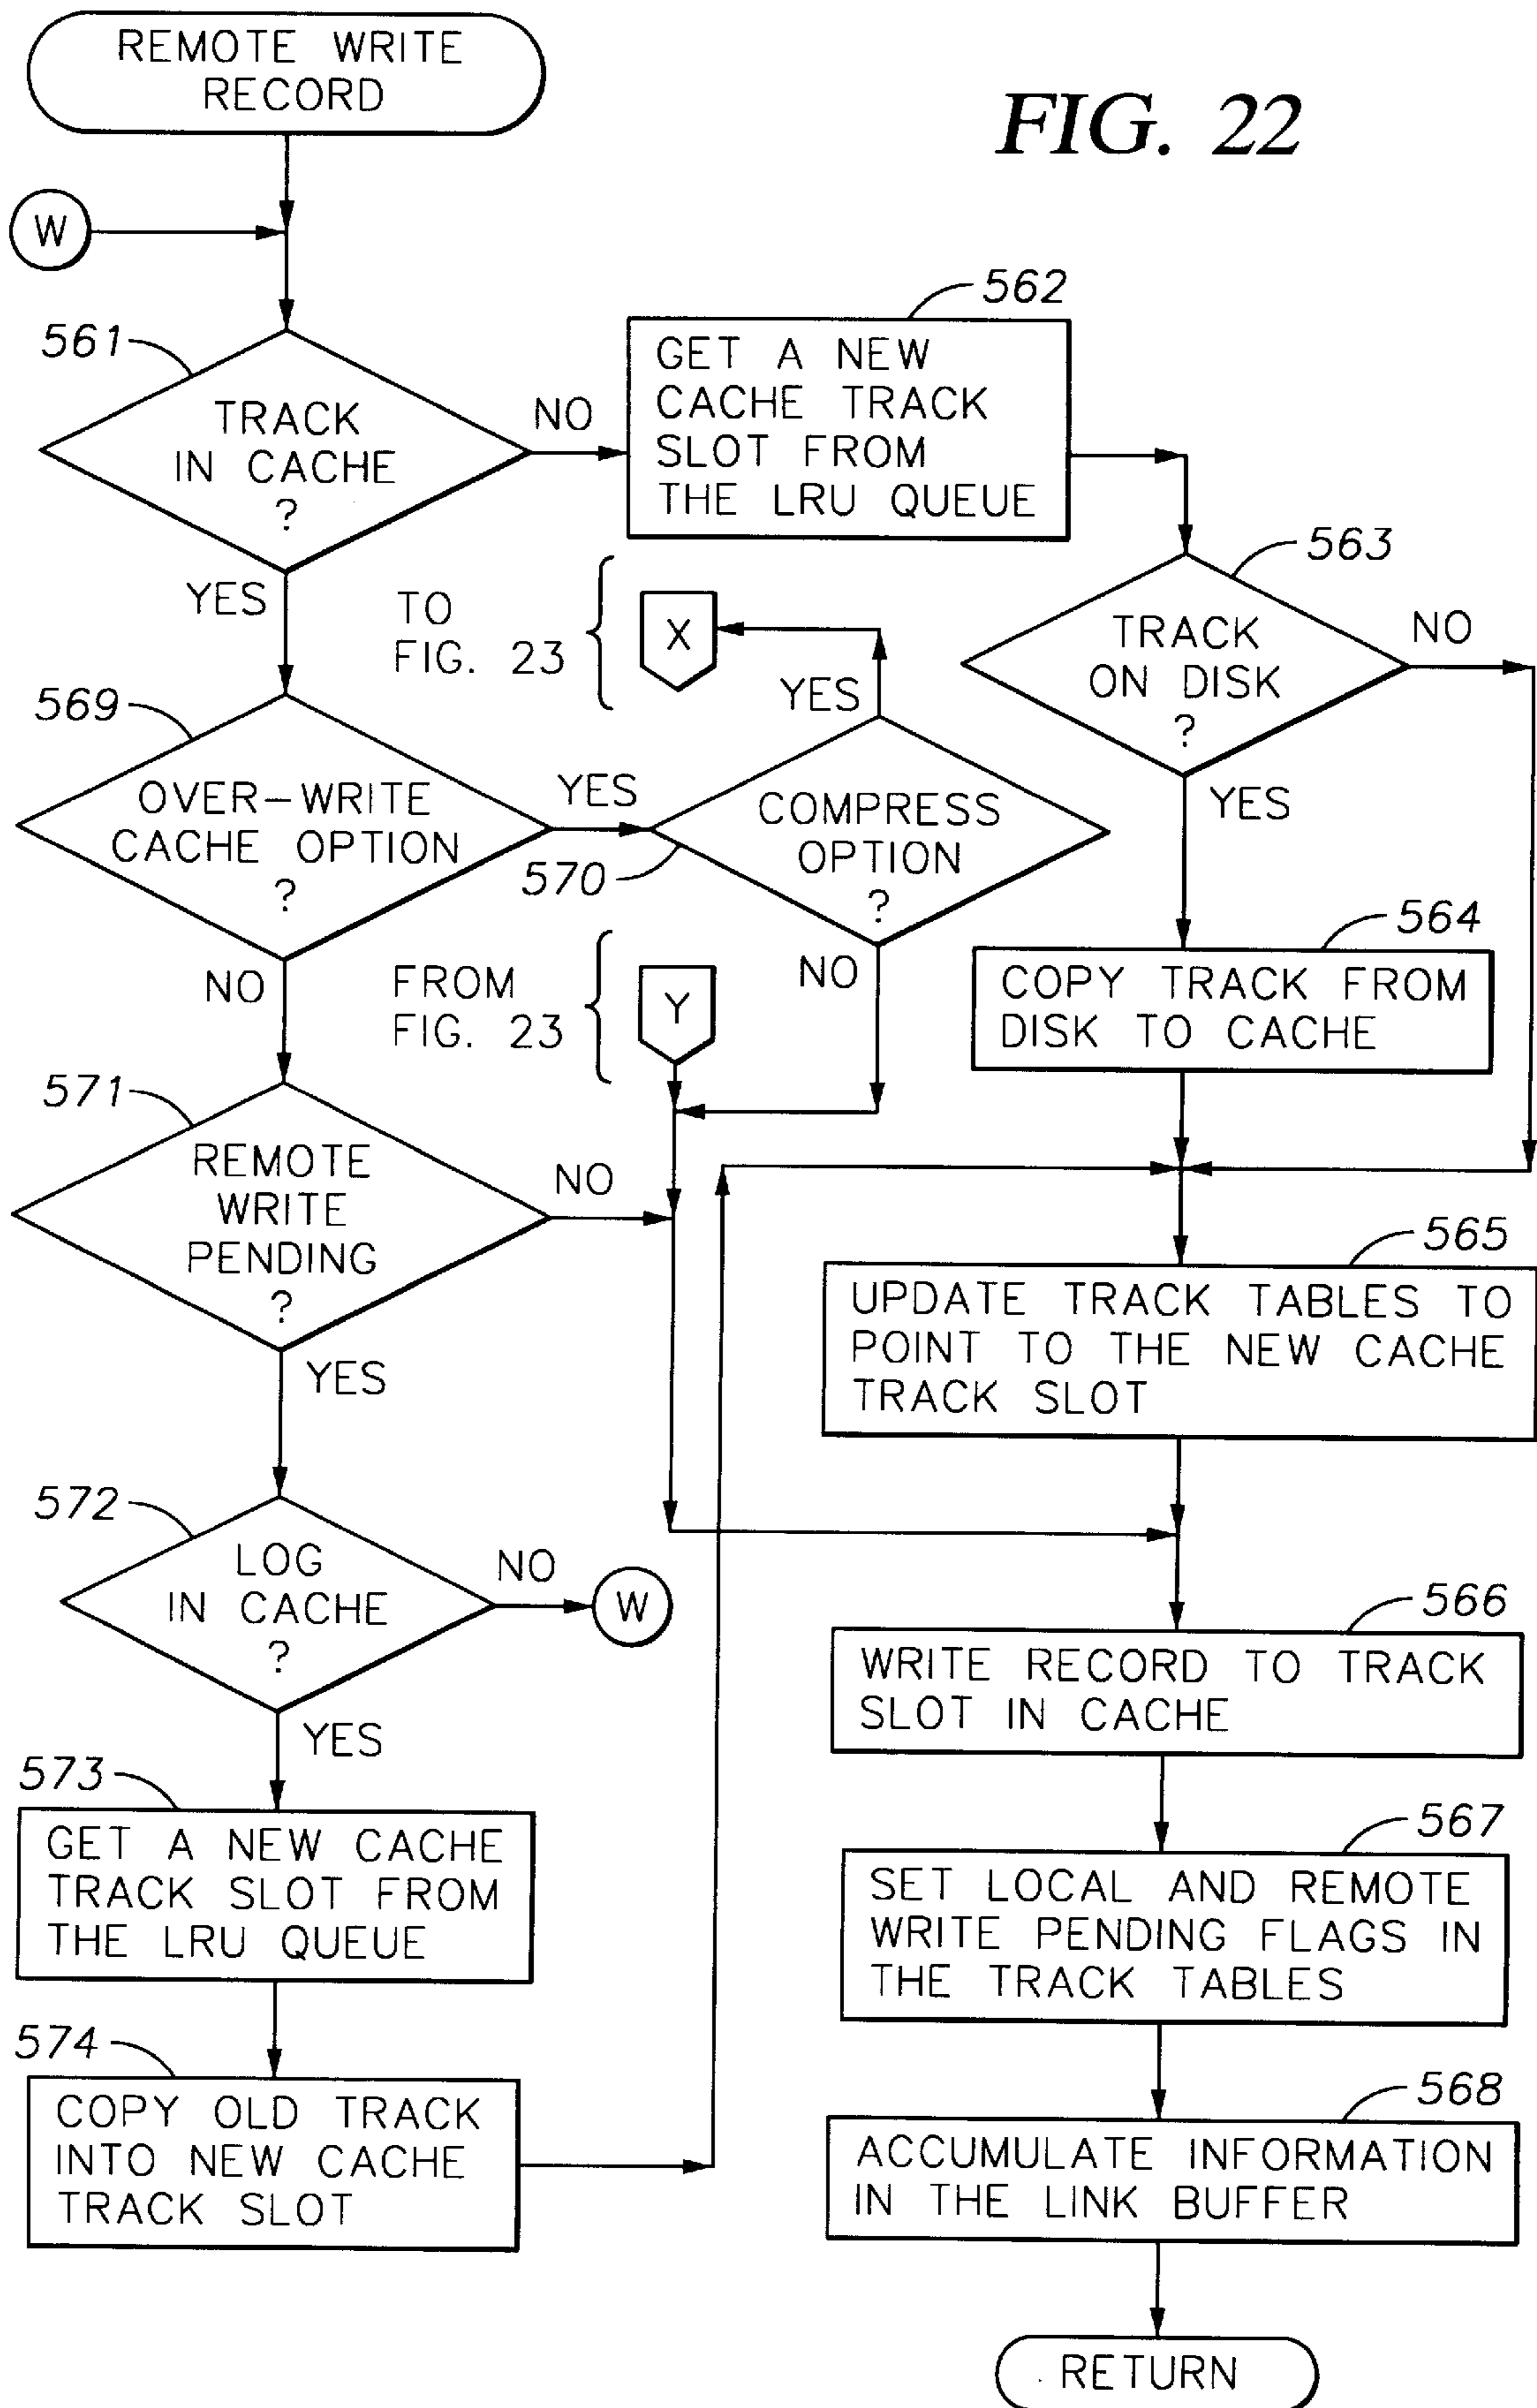 REMOTE WRITE
RECORD
FIG. 22
W
561
TRACK
IN CACHE
?
NO
YES
562
GET A NEW
CACHE TRACK
SLOT FROM
THE LRU QUEUE
563
TRACK
ON DISK
?
NO
YES
TO
FIG. 23
X
YES
569
OVER-WRITE
CACHE OPTION
?
YES
NO
570
COMPRESS
OPTION
?
NO
FROM
FIG. 23
Y
564
COPY TRACK FROM
DISK TO CACHE
571
REMOTE
WRITE
PENDING
?
NO
YES
565
UPDATE TRACK TABLES TO
POINT TO THE NEW CACHE
TRACK SLOT
572
LOG
IN CACHE
?
NO
W
YES
566
WRITE RECORD TO TRACK
SLOT IN CACHE
573
GET A NEW CACHE
TRACK SLOT FROM
THE LRU QUEUE
567
SET LOCAL AND REMOTE
WRITE PENDING FLAGS IN
THE TRACK TABLES
574
COPY OLD TRACK
INTO NEW CACHE
TRACK SLOT
568
ACCUMULATE INFORMATION
IN THE LINK BUFFER
RETURN